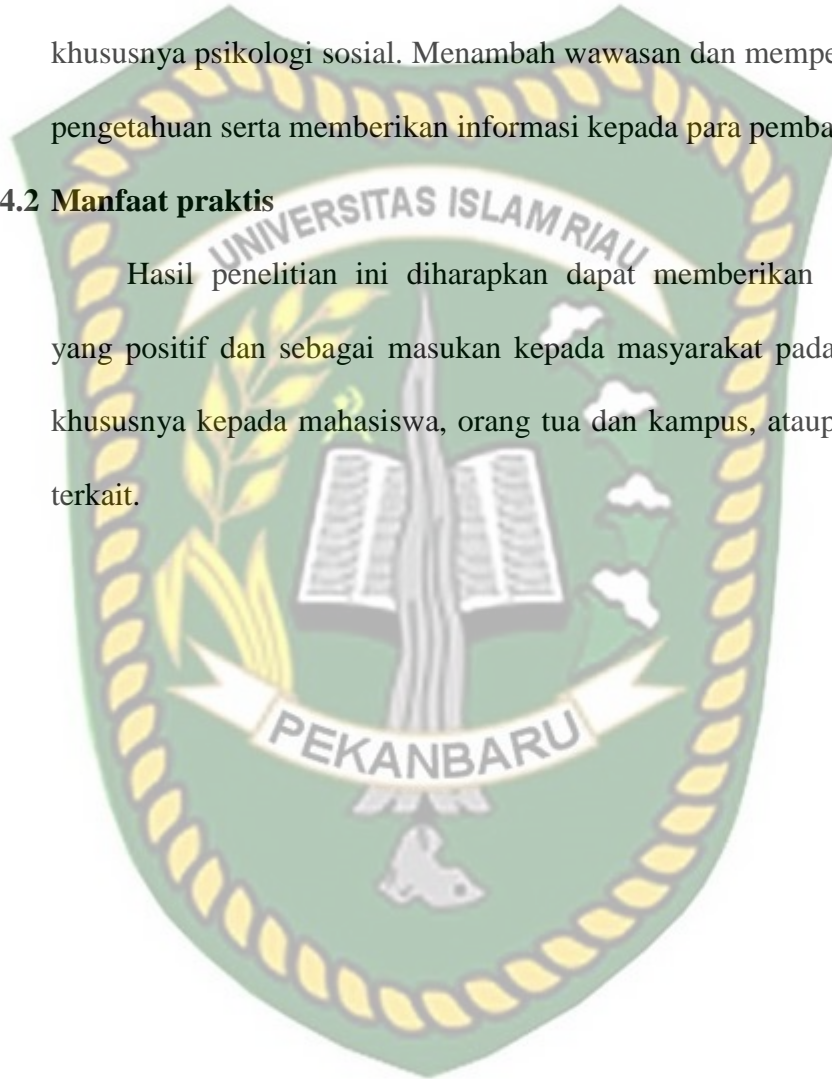 khususnya psikologi sosial. Menambah wawasan dan mempe
pengetahuan serta memberikan informasi kepada para pemba
4.2 Manfaat praktis
UNIVERSITAS ISLAM RIAU
Hasil penelitian ini diharapkan dapat memberikan
yang positif dan sebagai masukan kepada masyarakat pada
khususnya kepada mahasiswa, orang tua dan kampus, ataup
terkait.
PEKANBARU